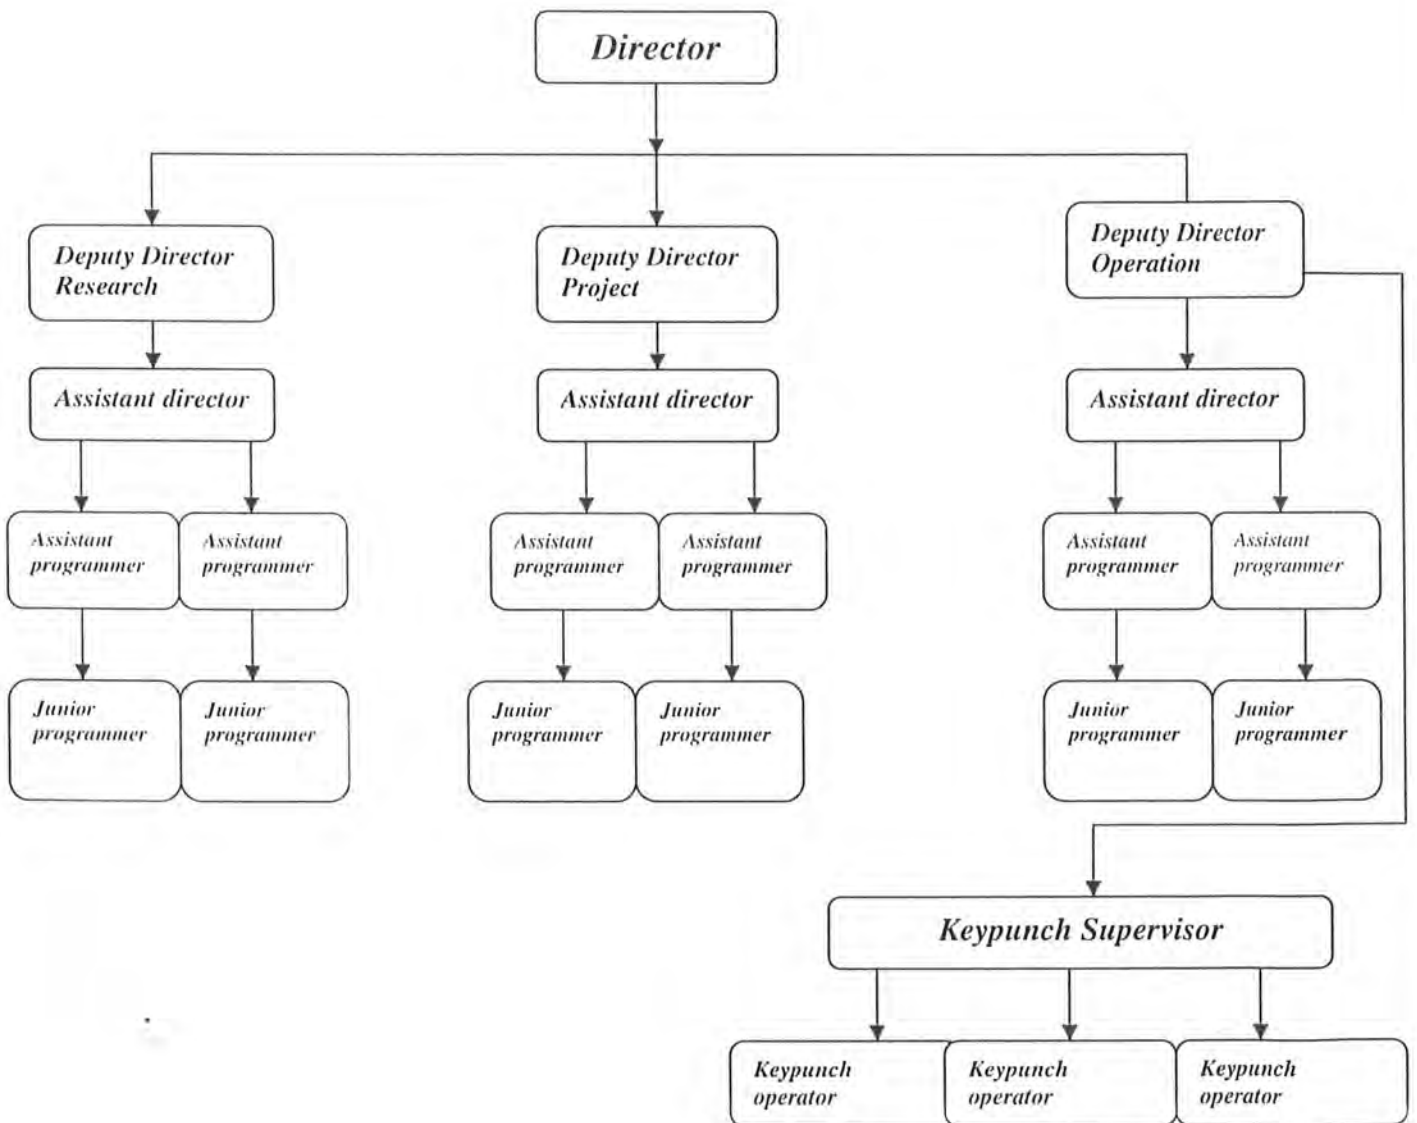 Director
Deputy Director
Research
Deputy Director
Project
Deputy Director
Operation
Assistant director
Assistant director
Assistant director
Assistant
programmer
Assistant
programmer
Assistant
programmer
Assistant
programmer
Assistant
programmer
Assistant
programmer
Junior
programmer
Junior
programmer
Junior
programmer
Junior
programmer
Junior
programmer
Junior
programmer
Keypunch Supervisor
Keypunch
operator
Keypunch
operator
Keypunch
operator